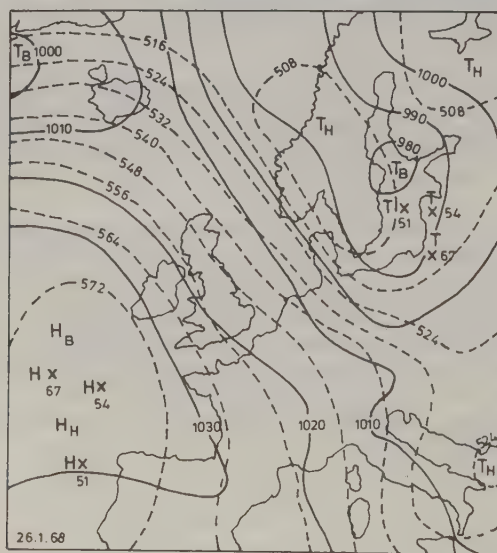 T_B 1000
516
524
532
540
1010
548
556
564
572
508
T_H
1000
T_H
508
990
980
T_B
T x 51
T x 54
T x 67
524
H_B
H x 67
H x 54
H_H
H x 51
1030
1020
1010
524
T_H
26.1.68